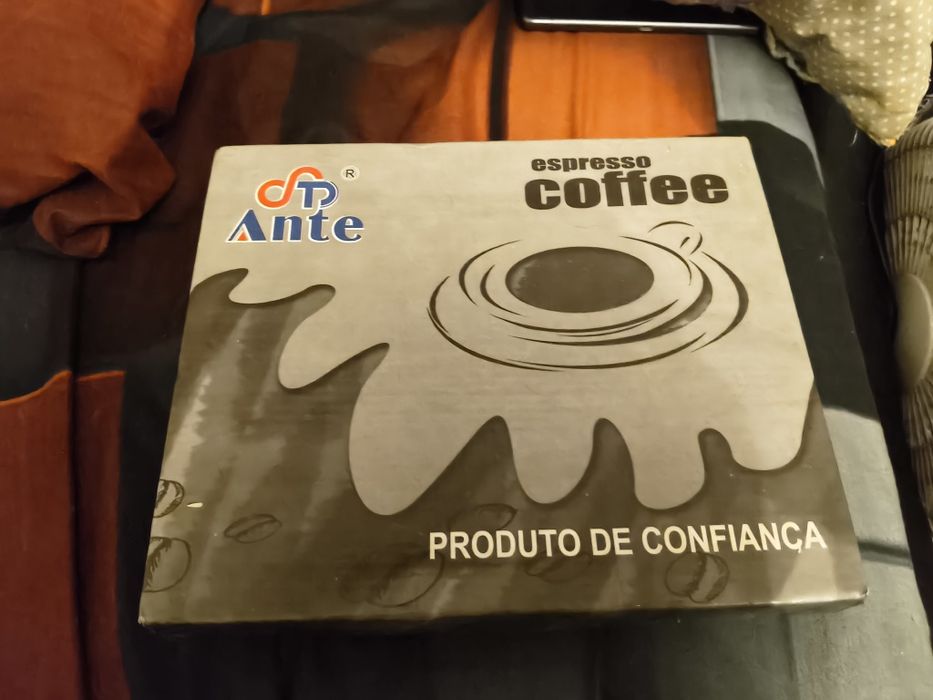 ®
Ante
espresso
coffee
PRODUTO DE CONFIANÇA